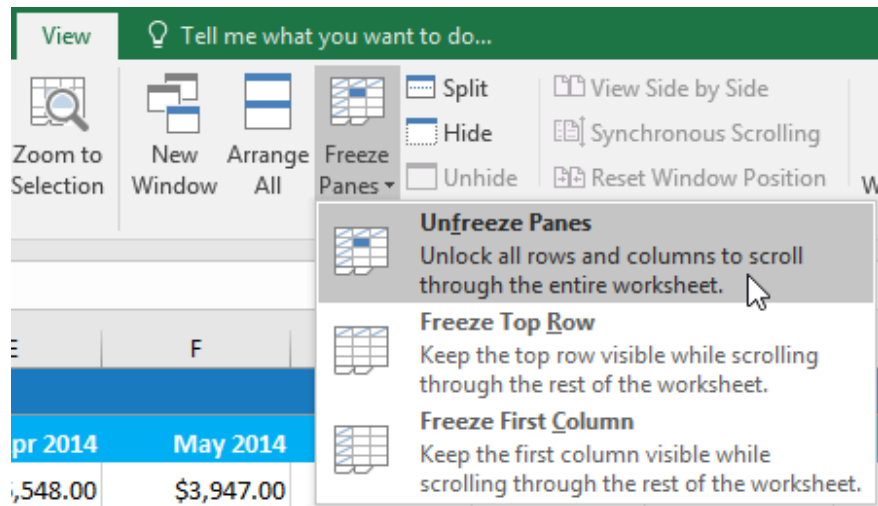 View Tell me what you want to do...
Zoom to Selection
New Window
Arrange All
Freeze Panes
Split
Hide
Unhide
View Side by Side
Synchronous Scrolling
Reset Window Position
W
Unfreeze Panes
Unlock all rows and columns to scroll
through the entire worksheet.
Freeze Top Row
Keep the top row visible while scrolling
through the rest of the worksheet.
Freeze First Column
Keep the first column visible while
scrolling through the rest of the worksheet.
F
pr 2014 May 2014
,548.00 $3,947.00